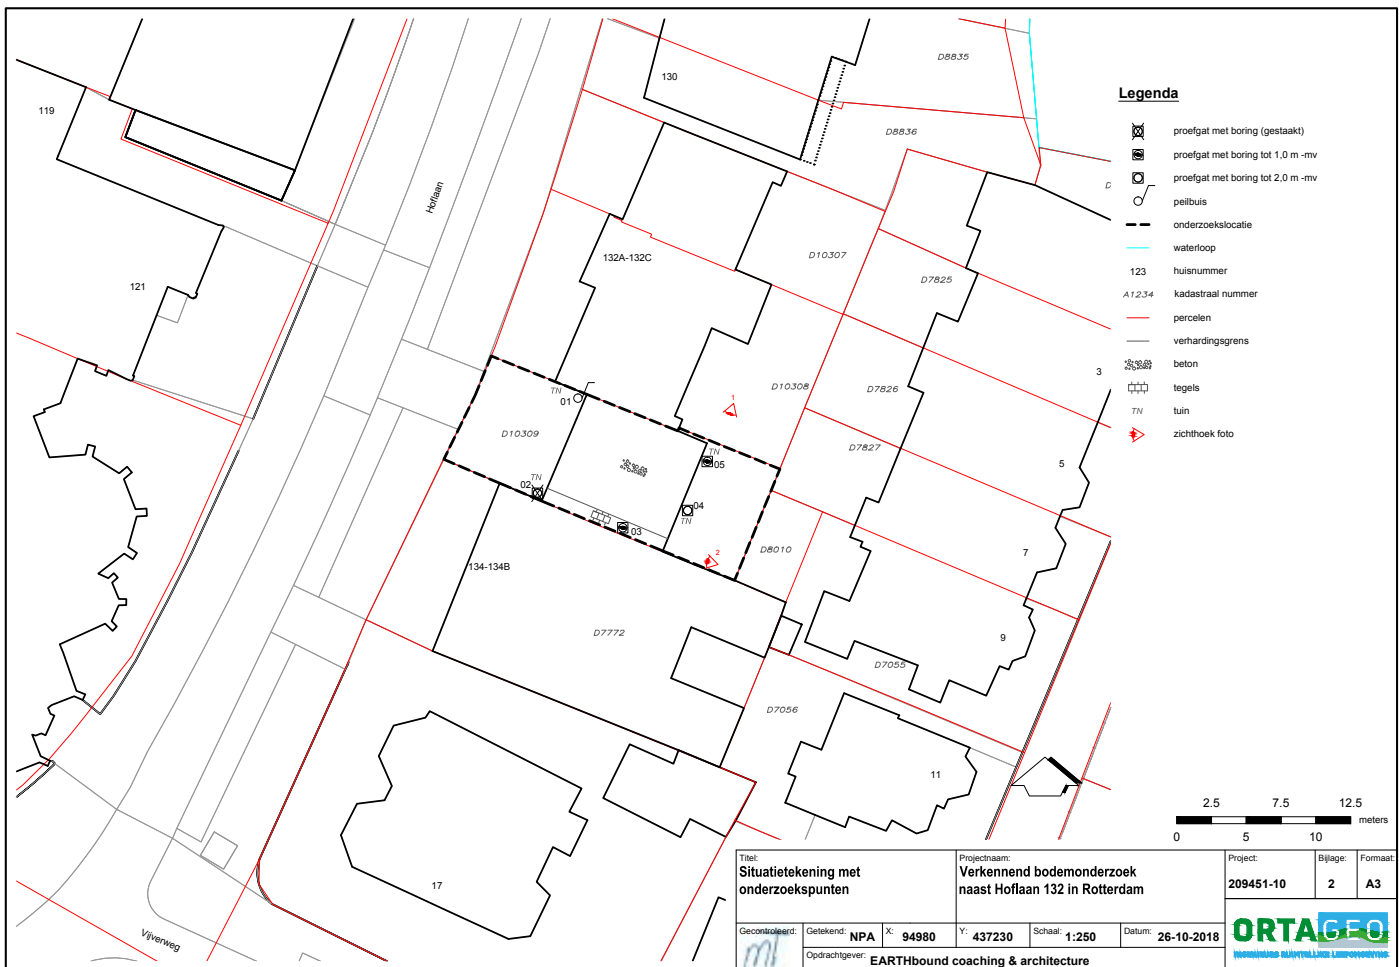 119
130
D8835
D8836
D
Hoflaan
121
132A-132C
D10307
D7825
D10308
D7826
3
1
TN
01
D10309
D7827
TN
05
5
TN
02
04
TN
03
2
D8010
7
134-134B
D7772
9
D7055
D7056
11
17
Vijverweg
Legenda
proefgat met boring (gestaakt)
proefgat met boring tot 1,0 m -mv
proefgat met boring tot 2,0 m -mv
peilbuis
onderzoekslocatie
waterloop
123 huisnummer
A1234 kadastraal nummer
percelen
verhardingsgrens
beton
tegels
TN tuin
zichthoek foto
2.5 7.5 12.5
meters
0 5 10
Titel:
Situatietekening met
onderzoekspunten
Projectnaam:
Verkennend bodemonderzoek
naast Hoflaan 132 in Rotterdam
Project:
209451-10
Bijlage:
2
Formaat:
A3
Gecontroleerd:
Getekend: NPA
X: 94980
Y: 437230
Schaal: 1:250
Datum: 26-10-2018
Opdrachtgever: EARTHbound coaching & architecture
ORTAGEO